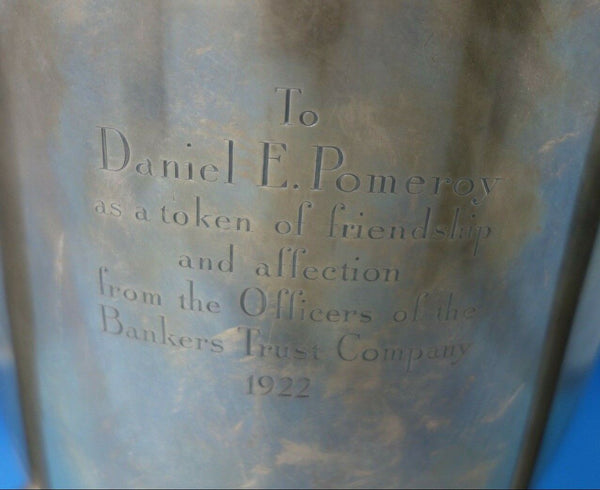 To
Daniel E. Pomeroy
as a token of friendship
and affection
from the Officers of the
Bankers Trust Company
1922